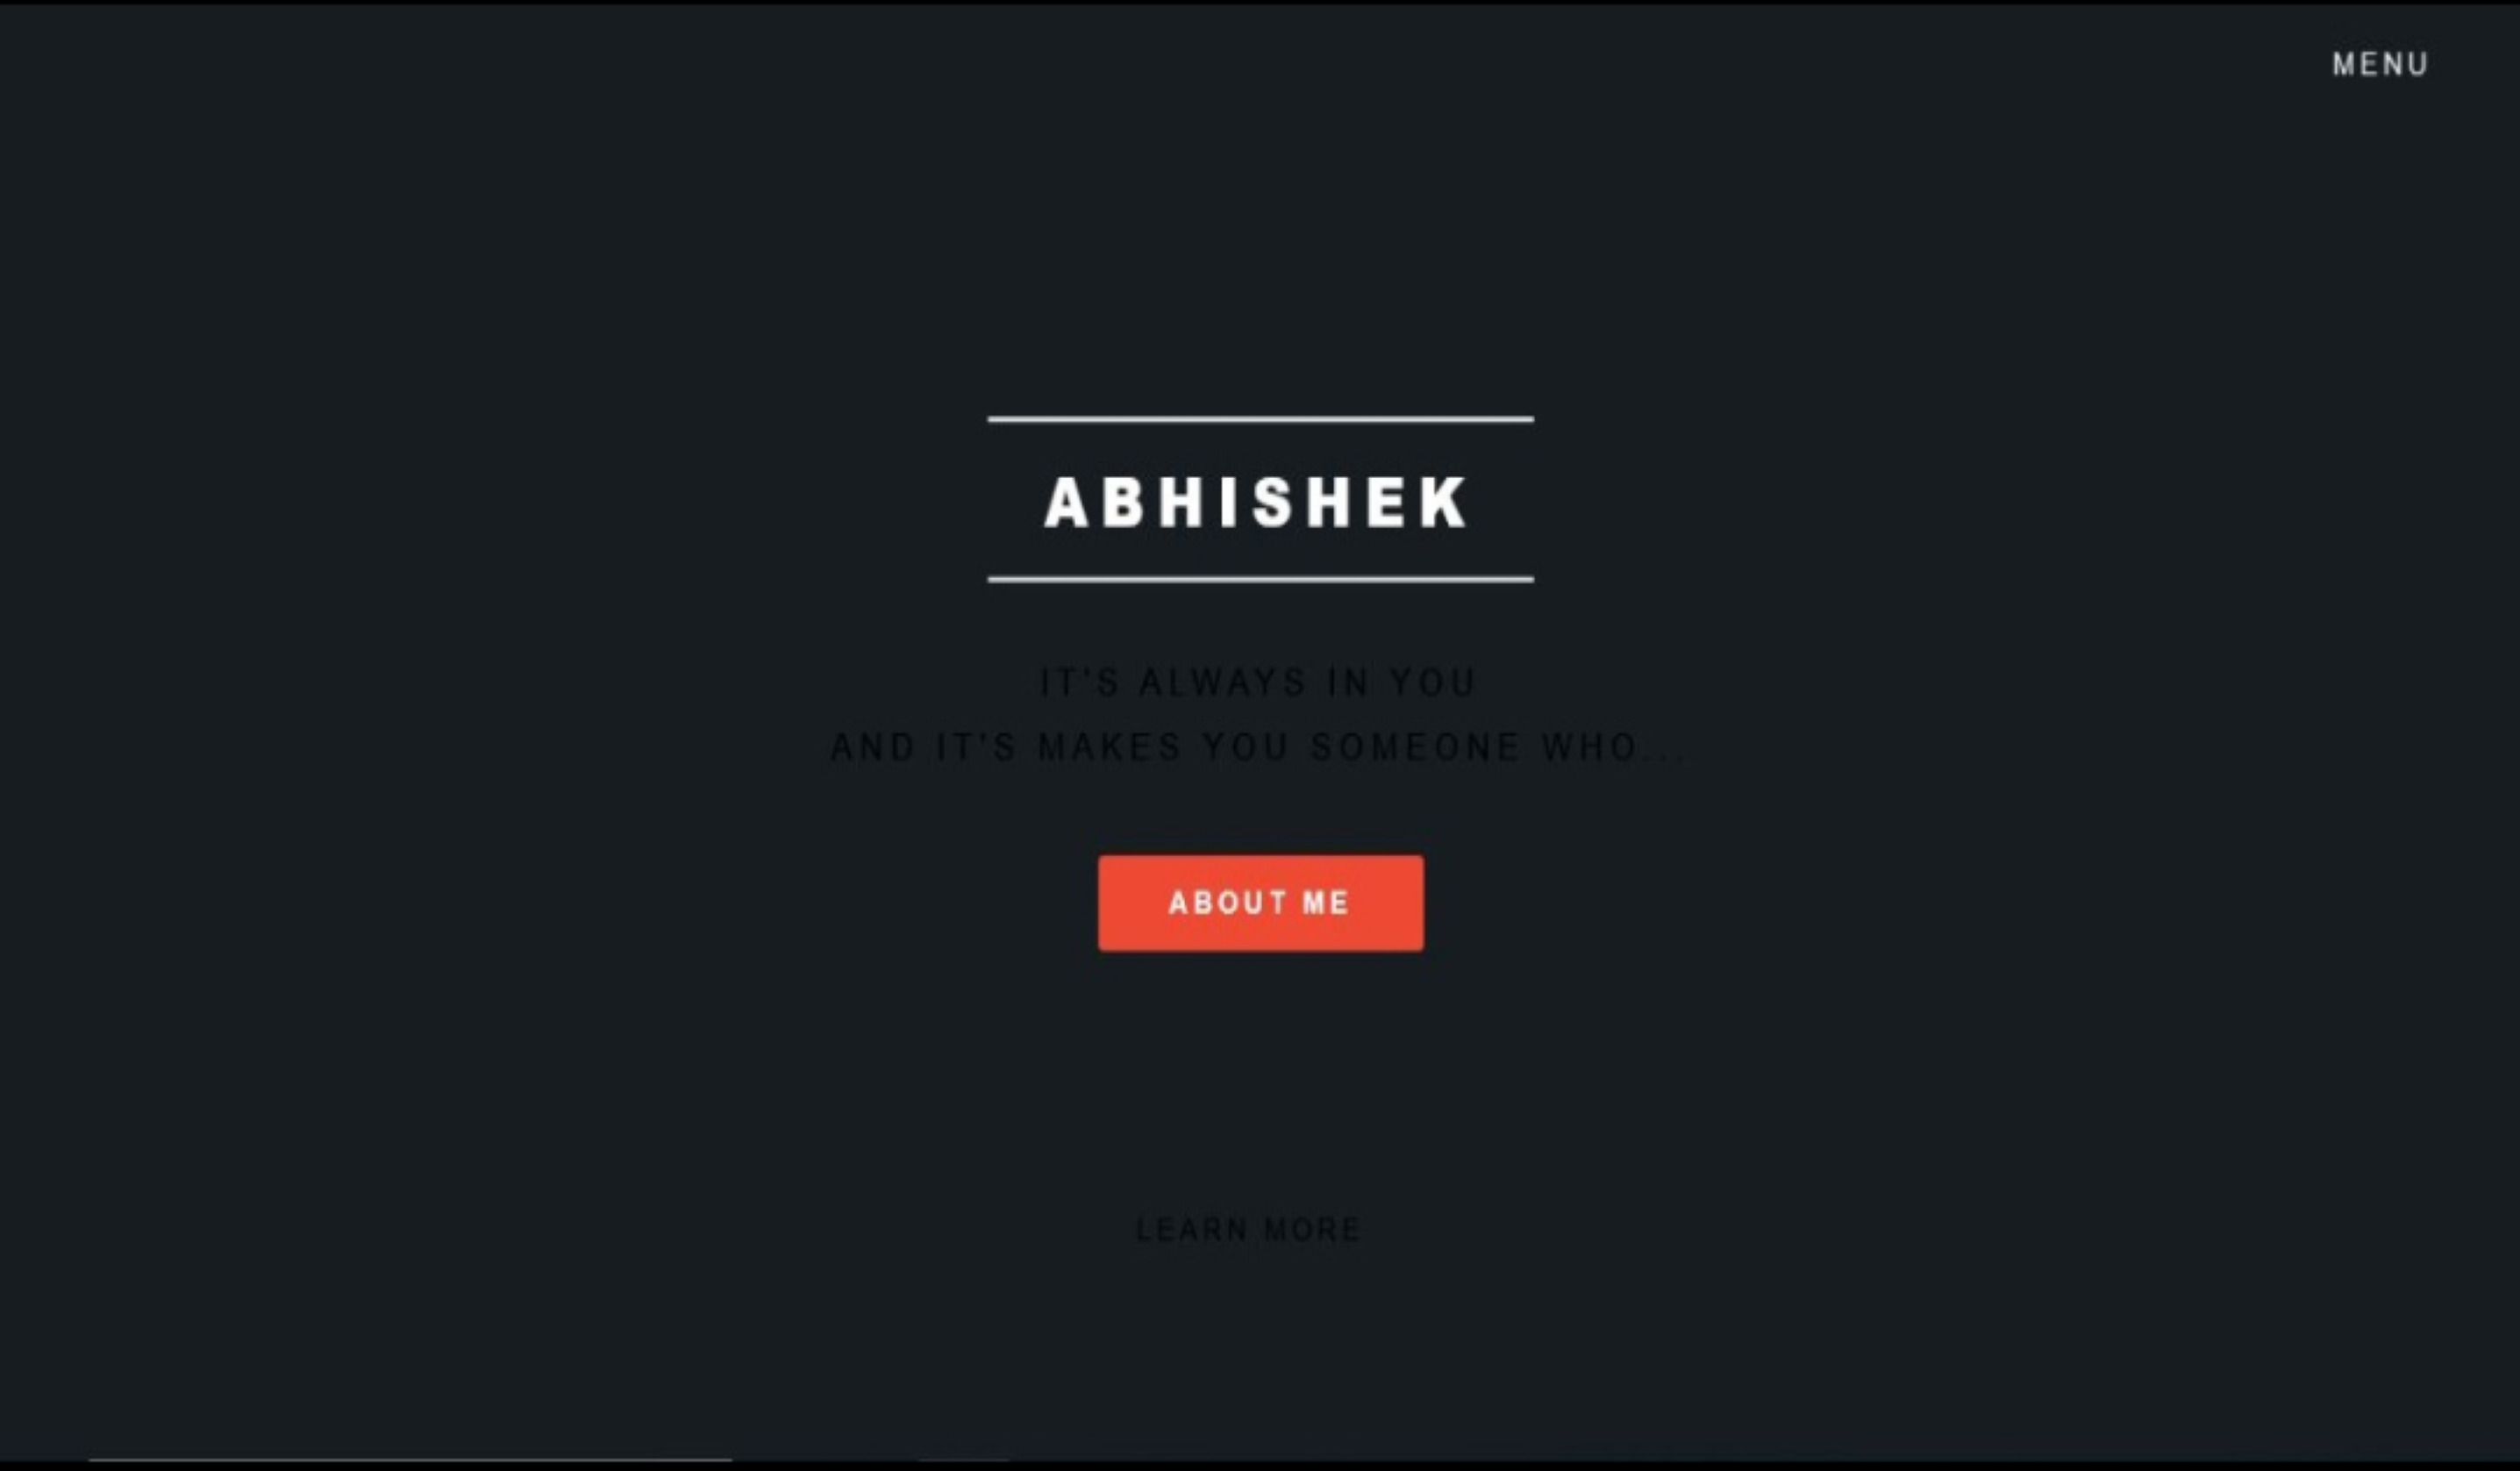 MENU
ABHISHEK
IT'S ALWAYS IN YOU
AND IT'S MAKES YOU SOMEONE WHO...
ABOUT ME
LEARN MORE